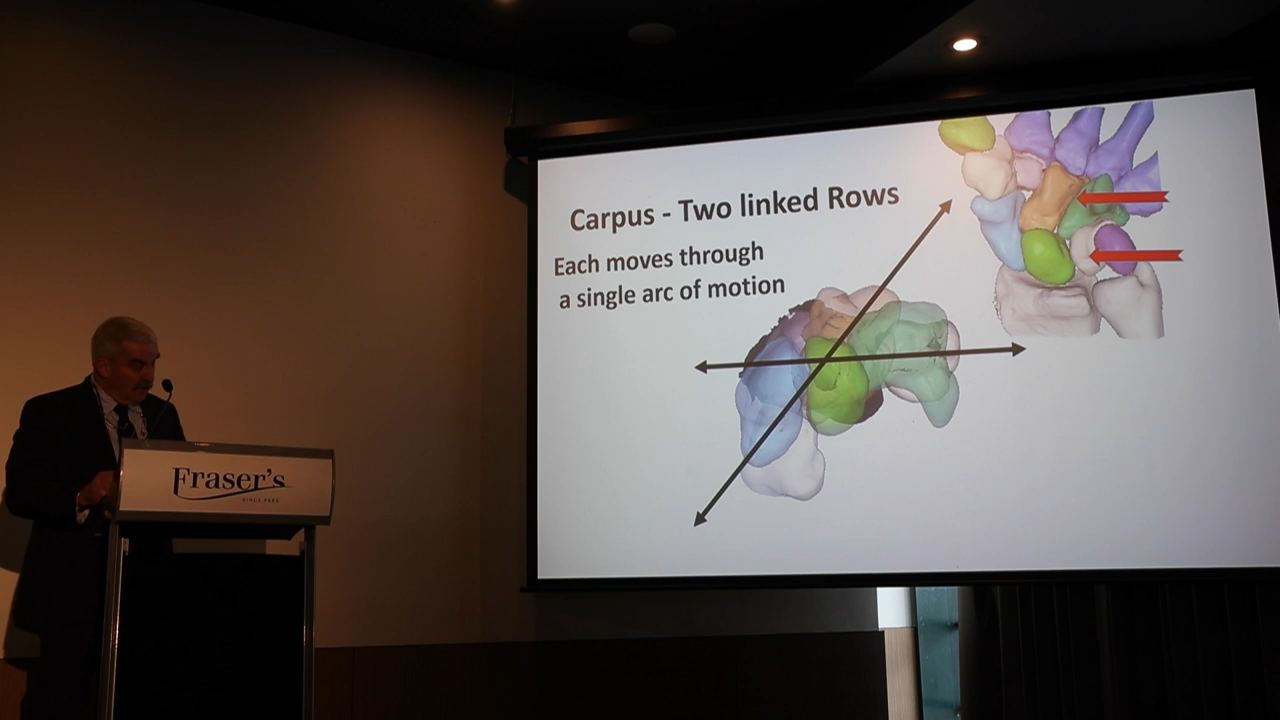 Carpus - Two linked Rows
Each moves through
a single arc of motion
Fraser's